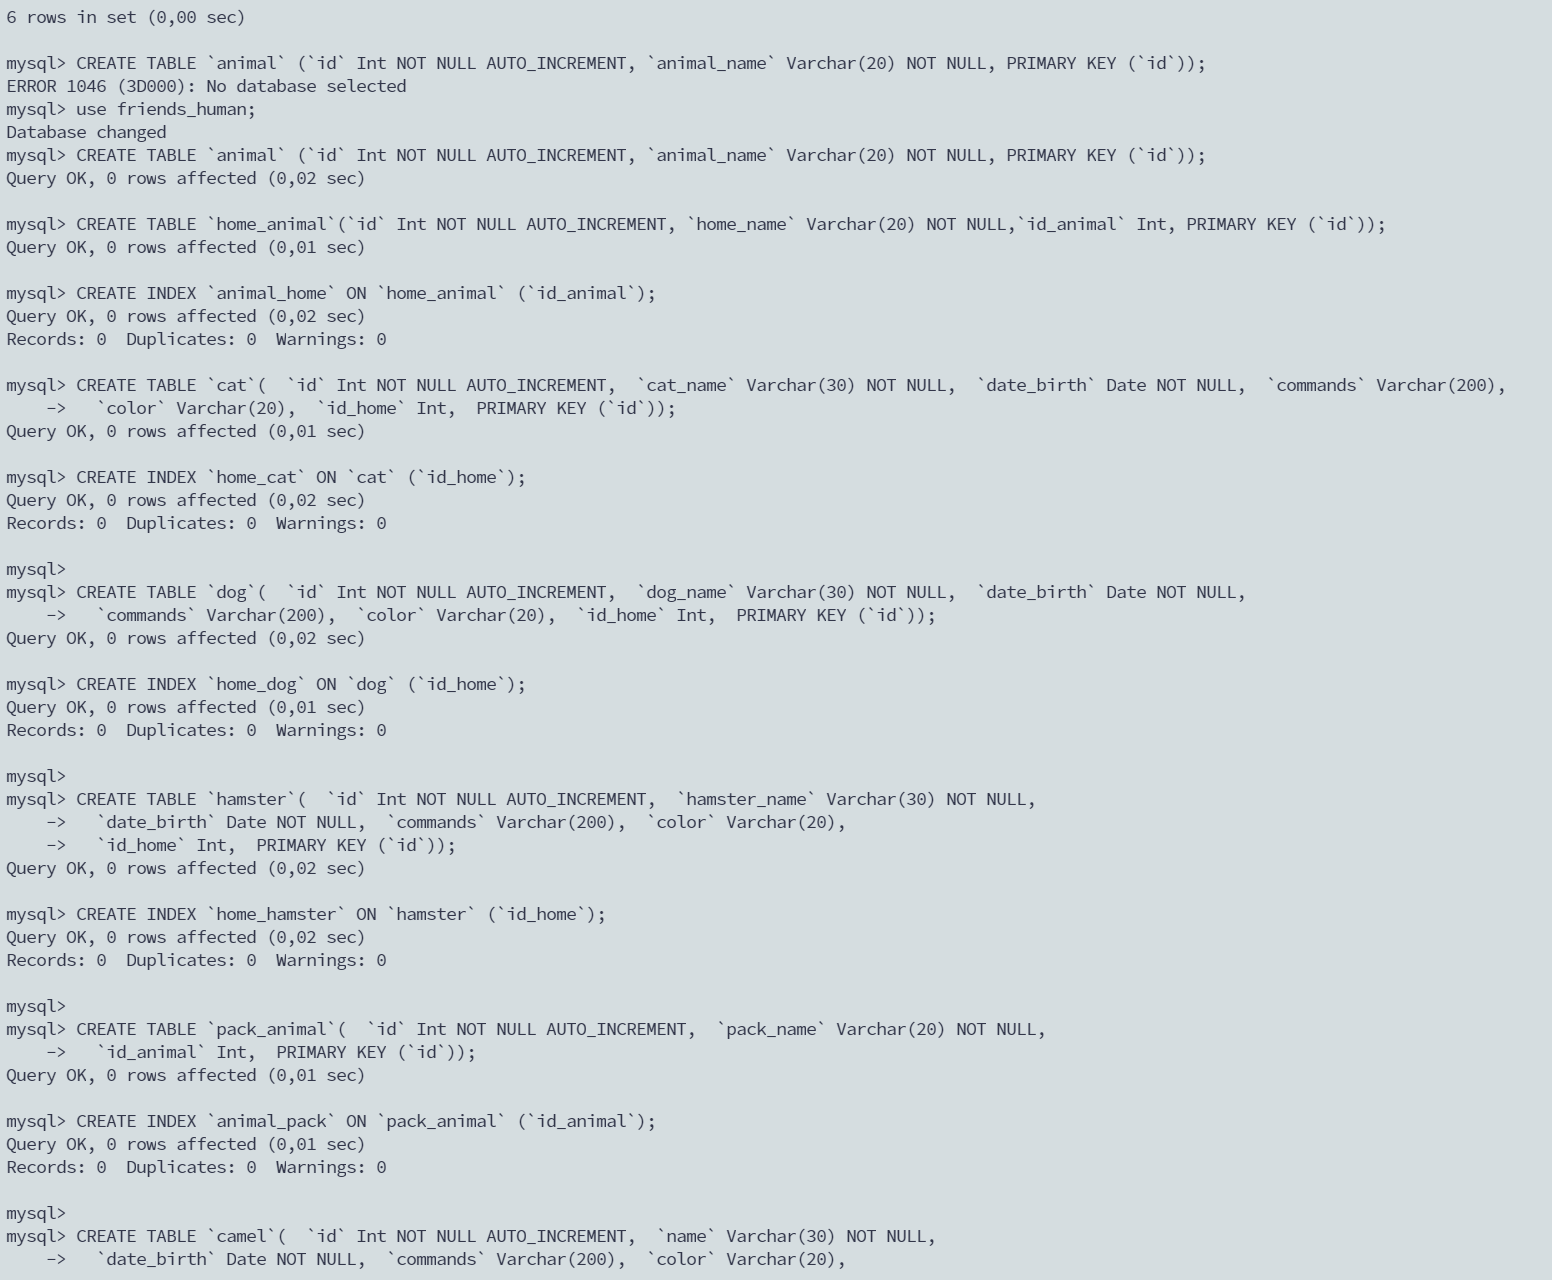 6 rows in set (0,00 sec)

mysql> CREATE TABLE `animal` (`id` Int NOT NULL AUTO_INCREMENT, `animal_name` Varchar(20) NOT NULL, PRIMARY KEY (`id`));
ERROR 1046 (3D000): No database selected
mysql> use friends_human;
Database changed
mysql> CREATE TABLE `animal` (`id` Int NOT NULL AUTO_INCREMENT, `animal_name` Varchar(20) NOT NULL, PRIMARY KEY (`id`));
Query OK, 0 rows affected (0,02 sec)

mysql> CREATE TABLE `home_animal`(`id` Int NOT NULL AUTO_INCREMENT, `home_name` Varchar(20) NOT NULL,`id_animal` Int, PRIMARY KEY (`id`));
Query OK, 0 rows affected (0,01 sec)

mysql> CREATE INDEX `animal_home` ON `home_animal` (`id_animal`);
Query OK, 0 rows affected (0,02 sec)
Records: 0  Duplicates: 0  Warnings: 0

mysql> CREATE TABLE `cat`(  `id` Int NOT NULL AUTO_INCREMENT,  `cat_name` Varchar(30) NOT NULL,  `date_birth` Date NOT NULL,  `commands` Varchar(200),
    ->   `color` Varchar(20),  `id_home` Int,  PRIMARY KEY (`id`));
Query OK, 0 rows affected (0,01 sec)

mysql> CREATE INDEX `home_cat` ON `cat` (`id_home`);
Query OK, 0 rows affected (0,02 sec)
Records: 0  Duplicates: 0  Warnings: 0

mysql>
mysql> CREATE TABLE `dog`(  `id` Int NOT NULL AUTO_INCREMENT,  `dog_name` Varchar(30) NOT NULL,  `date_birth` Date NOT NULL,
    ->   `commands` Varchar(200),  `color` Varchar(20),  `id_home` Int,  PRIMARY KEY (`id`));
Query OK, 0 rows affected (0,02 sec)

mysql> CREATE INDEX `home_dog` ON `dog` (`id_home`);
Query OK, 0 rows affected (0,01 sec)
Records: 0  Duplicates: 0  Warnings: 0

mysql>
mysql> CREATE TABLE `hamster`(  `id` Int NOT NULL AUTO_INCREMENT,  `hamster_name` Varchar(30) NOT NULL,
    ->   `date_birth` Date NOT NULL,  `commands` Varchar(200),  `color` Varchar(20),
    ->   `id_home` Int,  PRIMARY KEY (`id`));
Query OK, 0 rows affected (0,02 sec)

mysql> CREATE INDEX `home_hamster` ON `hamster` (`id_home`);
Query OK, 0 rows affected (0,02 sec)
Records: 0  Duplicates: 0  Warnings: 0

mysql>
mysql> CREATE TABLE `pack_animal`(  `id` Int NOT NULL AUTO_INCREMENT,  `pack_name` Varchar(20) NOT NULL,
    ->   `id_animal` Int,  PRIMARY KEY (`id`));
Query OK, 0 rows affected (0,01 sec)

mysql> CREATE INDEX `animal_pack` ON `pack_animal` (`id_animal`);
Query OK, 0 rows affected (0,01 sec)
Records: 0  Duplicates: 0  Warnings: 0

mysql>
mysql> CREATE TABLE `camel`(  `id` Int NOT NULL AUTO_INCREMENT,  `name` Varchar(30) NOT NULL,
    ->   `date_birth` Date NOT NULL,  `commands` Varchar(200),  `color` Varchar(20),